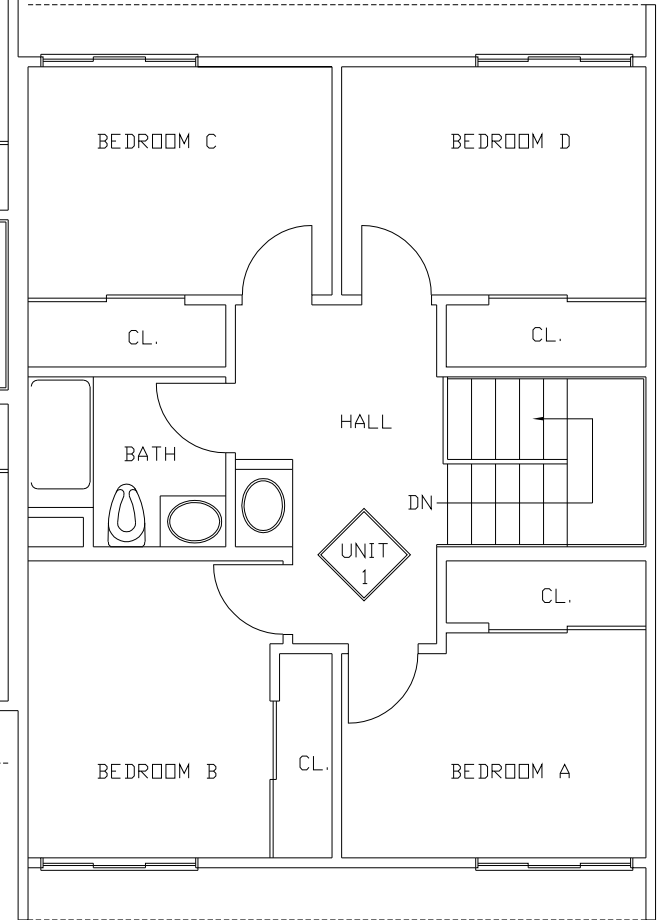 BEDROOM C
BEDROOM D
CL.
CL.
HALL
BATH
DN
UNIT
1
CL.
CL.
BEDROOM B
BEDROOM A